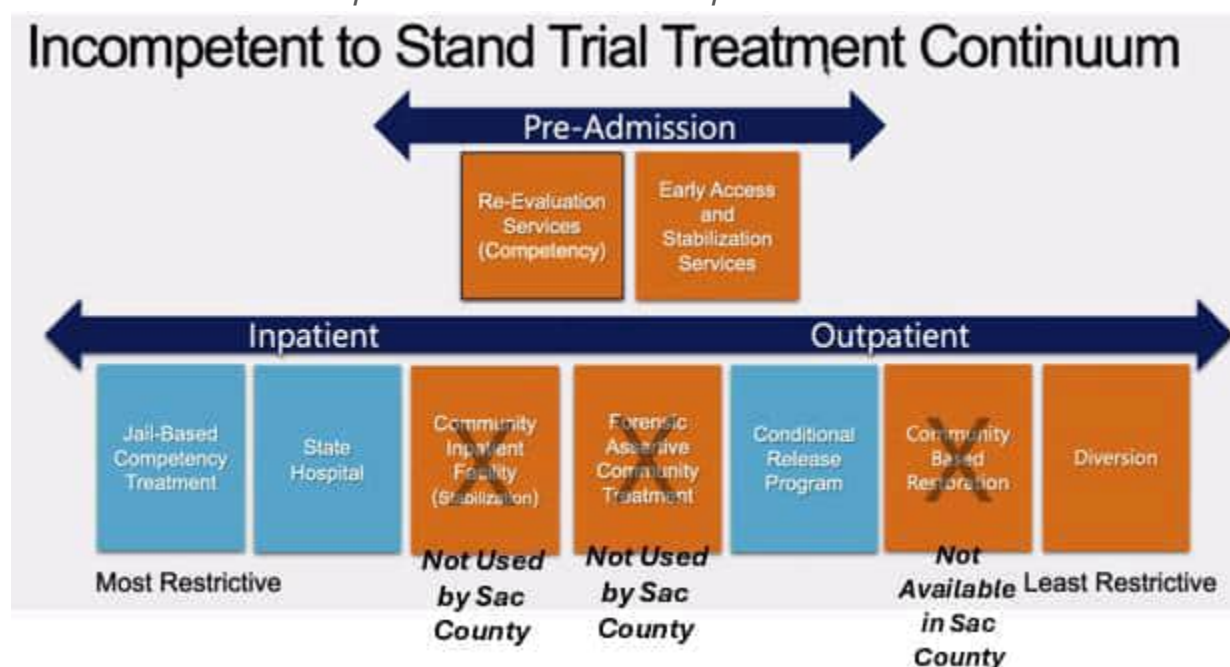 Incompetent to Stand Trial Treatment Continuum
Pre-Admission
Re-Evaluation
Services
(Competency)
Early Access
and
Stabilization
Services
Inpatient
Outpatient
Jail-Based
Competency
Treatment
State
Hospital
Community
Inpatient
Facility
(Stabilization)
X
Forensic
Assertive
Community
Treatment
X
Conditional
Release
Program
Community
Based
Restoration
X
Diversion
Most Restrictive
Not Used
by Sac
County
Not Used
by Sac
County
Not
Available
in Sac
County
Least Restrictive